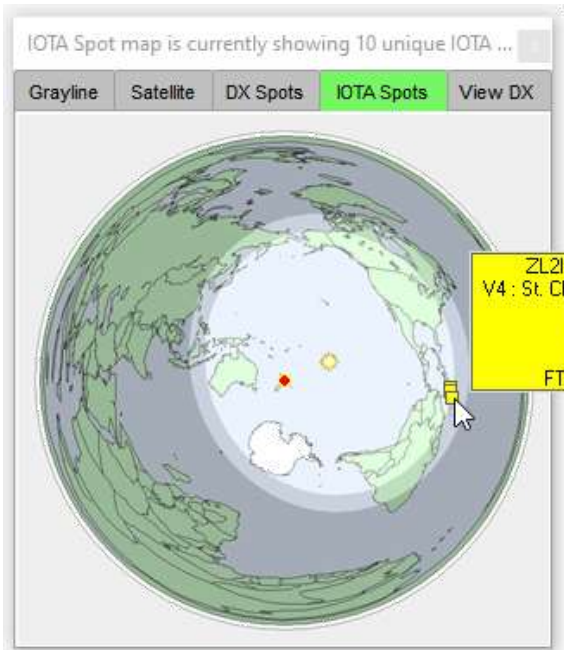 IOTA Spot map is currently showing 10 unique IOTA ...
Grayline Satellite DX Spots IOTA Spots View DX
ZL2I
V4 : St. Cl
FT